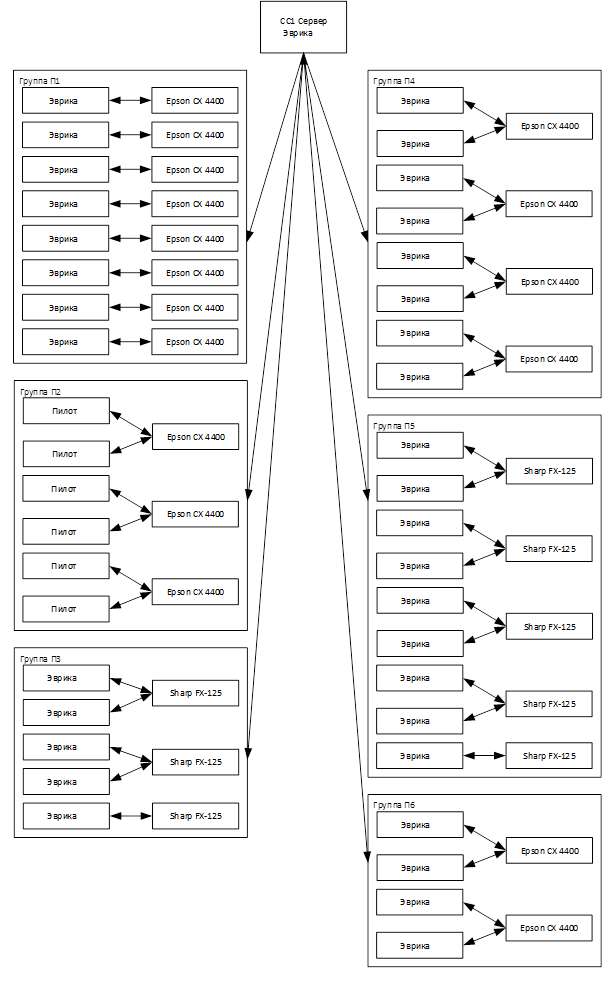 СС1 Сервер
Эврика
Группа П1
Эврика
Epson CX 4400
Эврика
Epson CX 4400
Эврика
Epson CX 4400
Эврика
Epson CX 4400
Эврика
Epson CX 4400
Эврика
Epson CX 4400
Эврика
Epson CX 4400
Эврика
Epson CX 4400
Группа П2
Пилот
Epson CX 4400
Пилот
Пилот
Epson CX 4400
Пилот
Пилот
Epson CX 4400
Пилот
Группа П3
Эврика
Sharp FX-125
Эврика
Эврика
Sharp FX-125
Эврика
Эврика
Sharp FX-125
Группа П4
Эврика
Epson CX 4400
Эврика
Эврика
Epson CX 4400
Эврика
Эврика
Epson CX 4400
Эврика
Эврика
Epson CX 4400
Эврика
Группа П5
Эврика
Sharp FX-125
Эврика
Эврика
Sharp FX-125
Эврика
Эврика
Sharp FX-125
Эврика
Эврика
Sharp FX-125
Эврика
Эврика
Sharp FX-125
Группа П6
Эврика
Epson CX 4400
Эврика
Эврика
Epson CX 4400
Эврика